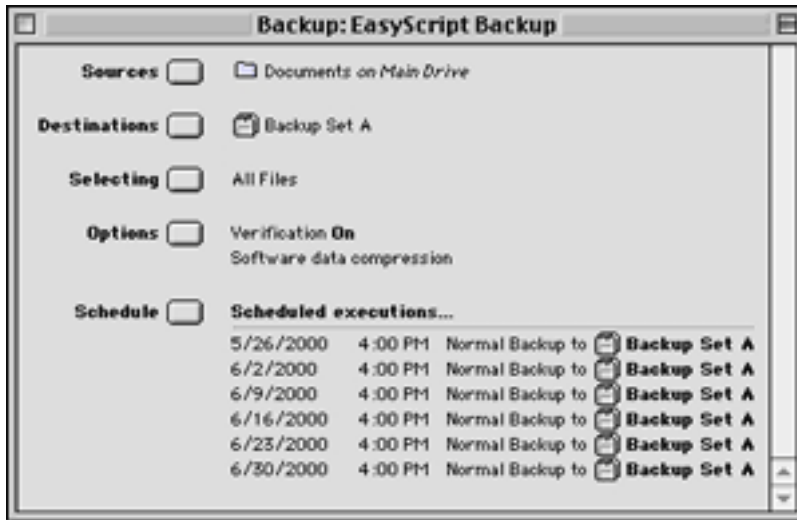 Backup: EasyScript Backup
Sources Documents on Main Drive
Destinations Backup Set A
Selecting All Files
Options Verification On
Software data compression
Schedule Scheduled executions...
5/26/2000 4:00 PM Normal Backup to Backup Set A
6/2/2000 4:00 PM Normal Backup to Backup Set A
6/9/2000 4:00 PM Normal Backup to Backup Set A
6/16/2000 4:00 PM Normal Backup to Backup Set A
6/23/2000 4:00 PM Normal Backup to Backup Set A
6/30/2000 4:00 PM Normal Backup to Backup Set A